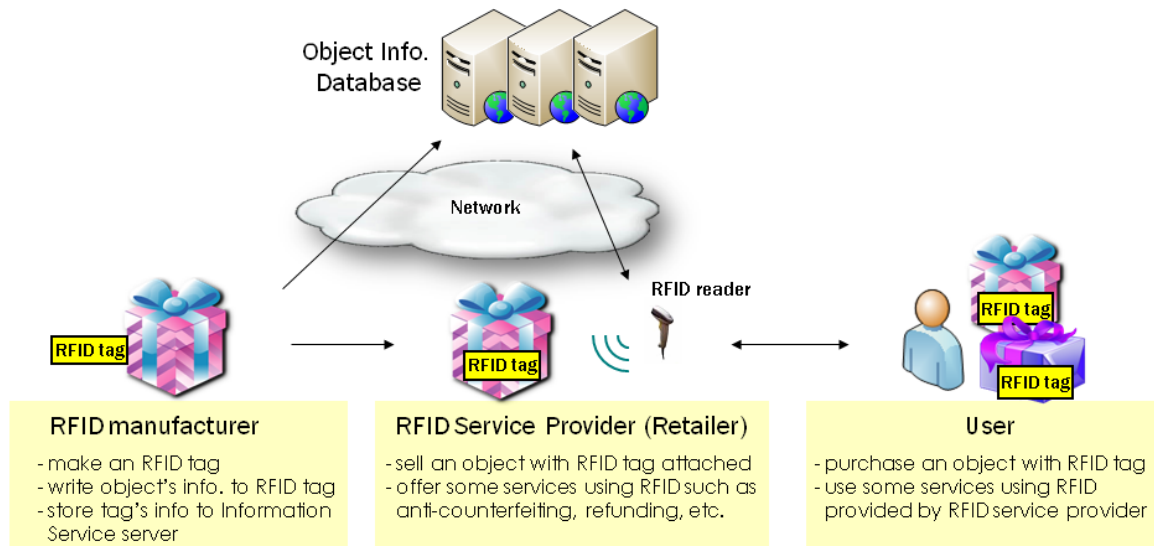 Object Info.
Database
Network
RFID reader
RFID tag
RFID tag
RFID tag
RFID tag
RFID manufacturer
- make an RFID tag
- write object's info. to RFID tag
- store tag's info to Information
Service server
RFID Service Provider (Retailer)
- sell an object with RFID tag attached
- offer some services using RFID such as
anti-counterfeiting, refunding, etc.
User
- purchase an object with RFID tag
- use some services using RFID
provided by RFID service provider